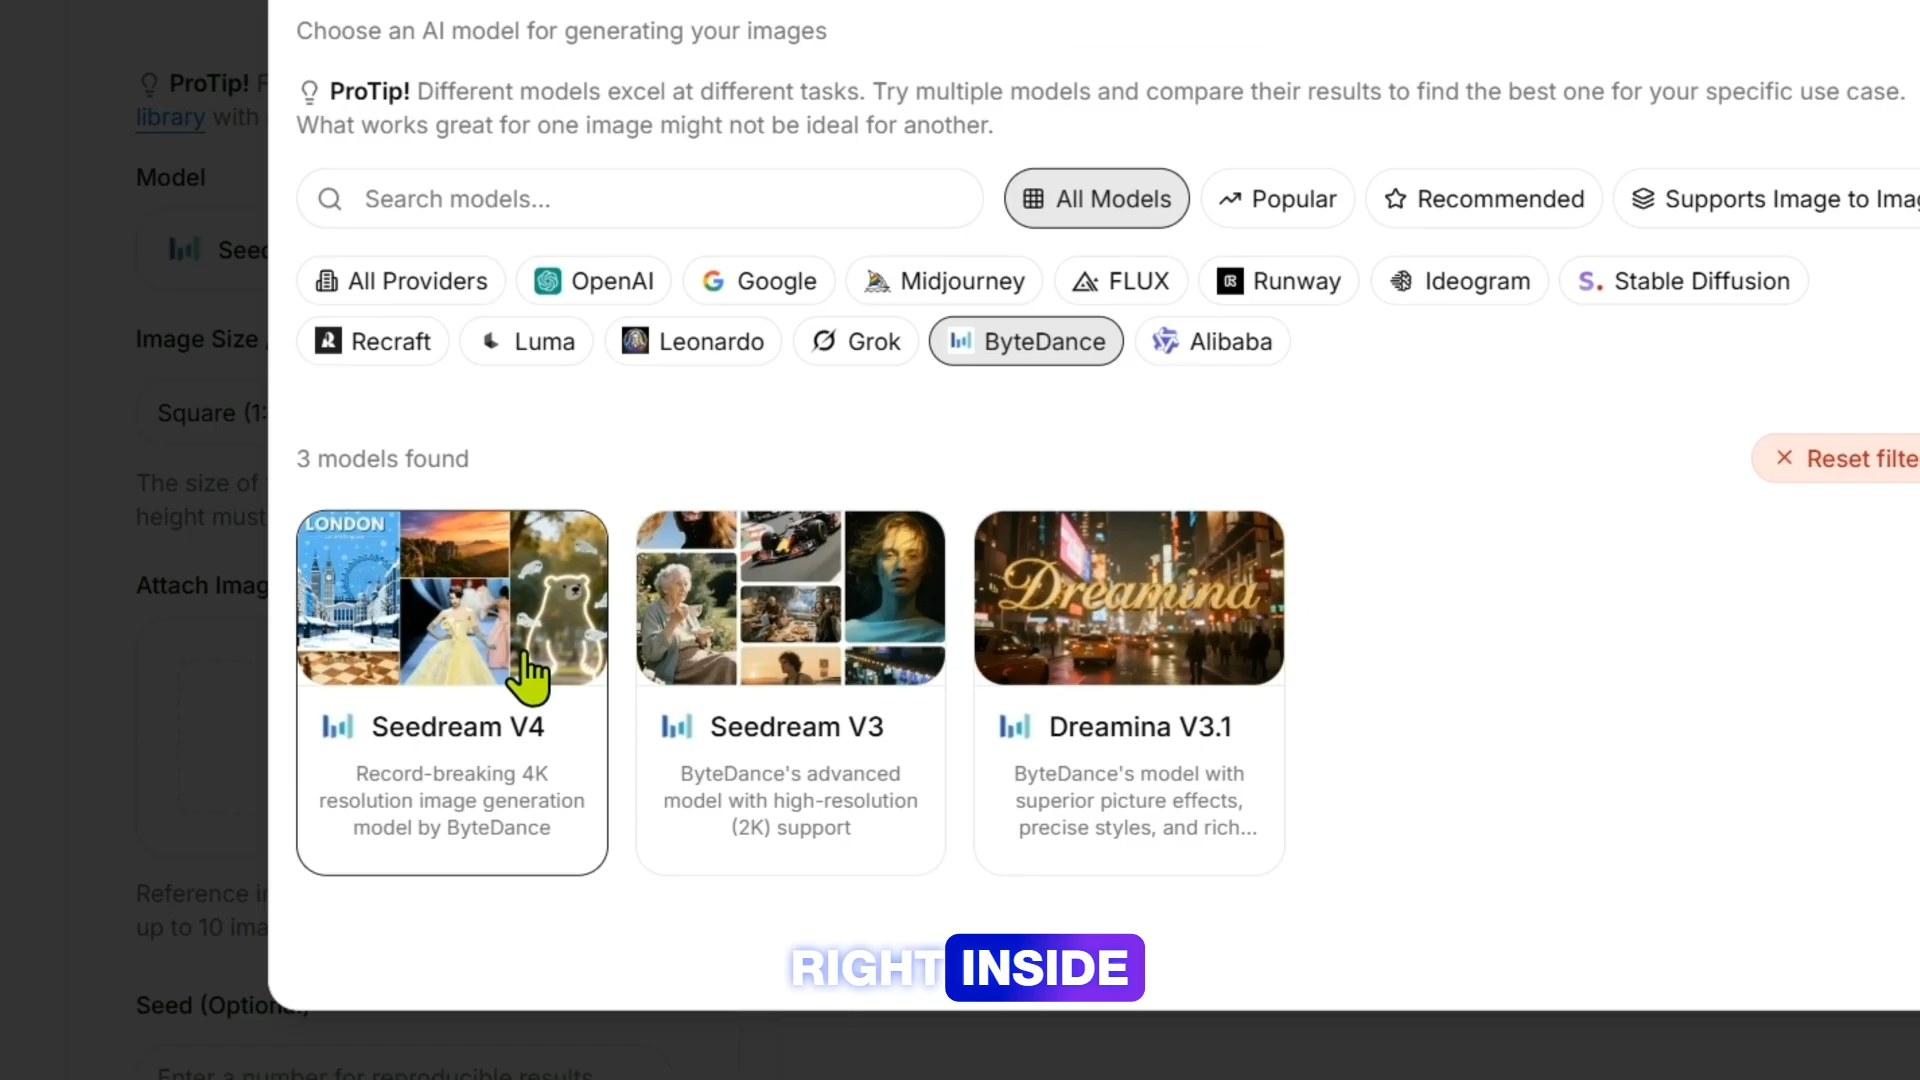 Choose an AI model for generating your images
ProTip! F
ProTip! Different models excel at different tasks. Try multiple models and compare their results to find the best one for your specific use case.
library with
What works great for one image might not be ideal for another.
Model
Search models...
All Models
Popular
Recommended
Supports Image to Imag
Seed
All Providers
OpenAI
Google
Midjourney
FLUX
Runway
Ideogram
Stable Diffusion
Image Size
Recraft
Luma
Leonardo
Grok
ByteDance
Alibaba
Square (1:
3 models found
Reset filte
The size of
height must
Attach Imag
LONDON
Dreamina
Seedream V4
Record-breaking 4K
resolution image generation
model by ByteDance
Seedream V3
ByteDance's advanced
model with high-resolution
(2K) support
Dreamina V3.1
ByteDance's model with
superior picture effects,
precise styles, and rich...
Reference i
up to 10 ima
RIGHT INSIDE
Seed (Optional)
Enter a number for reproducible results